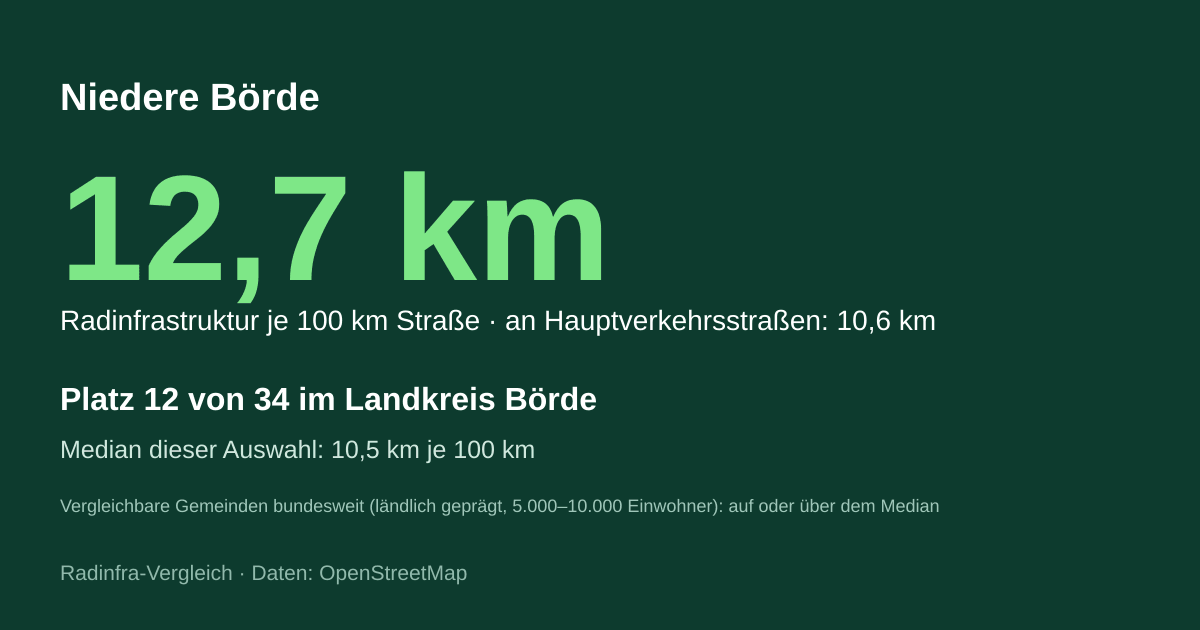 Niedere Börde
12,7 km
Radinfrastruktur je 100 km Straße · an Hauptverkehrsstraßen: 10,6 km
Platz 12 von 34 im Landkreis Börde
Median dieser Auswahl: 10,5 km je 100 km
Vergleichbare Gemeinden bundesweit (ländlich geprägt, 5.000–10.000 Einwohner): auf oder über dem Median
Radinfra-Vergleich · Daten: OpenStreetMap